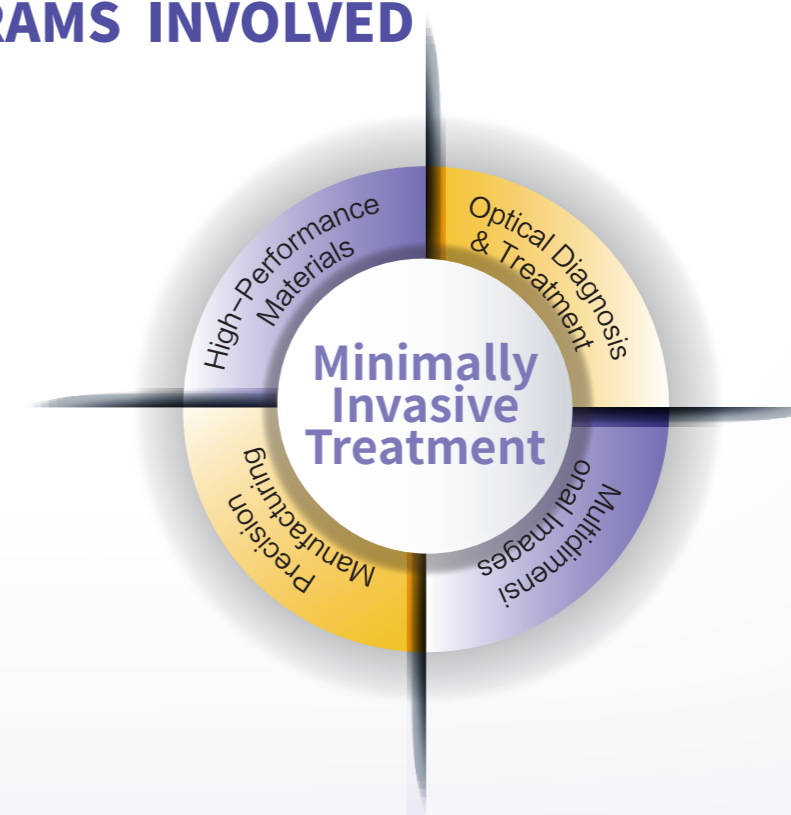 RAMS INVOLVED
High-Performance
Materials
Optical Diagnosis
& Treatment
Minimally
Invasive
Treatment
Precision
Manufacturing
Multidimensi
onal Images